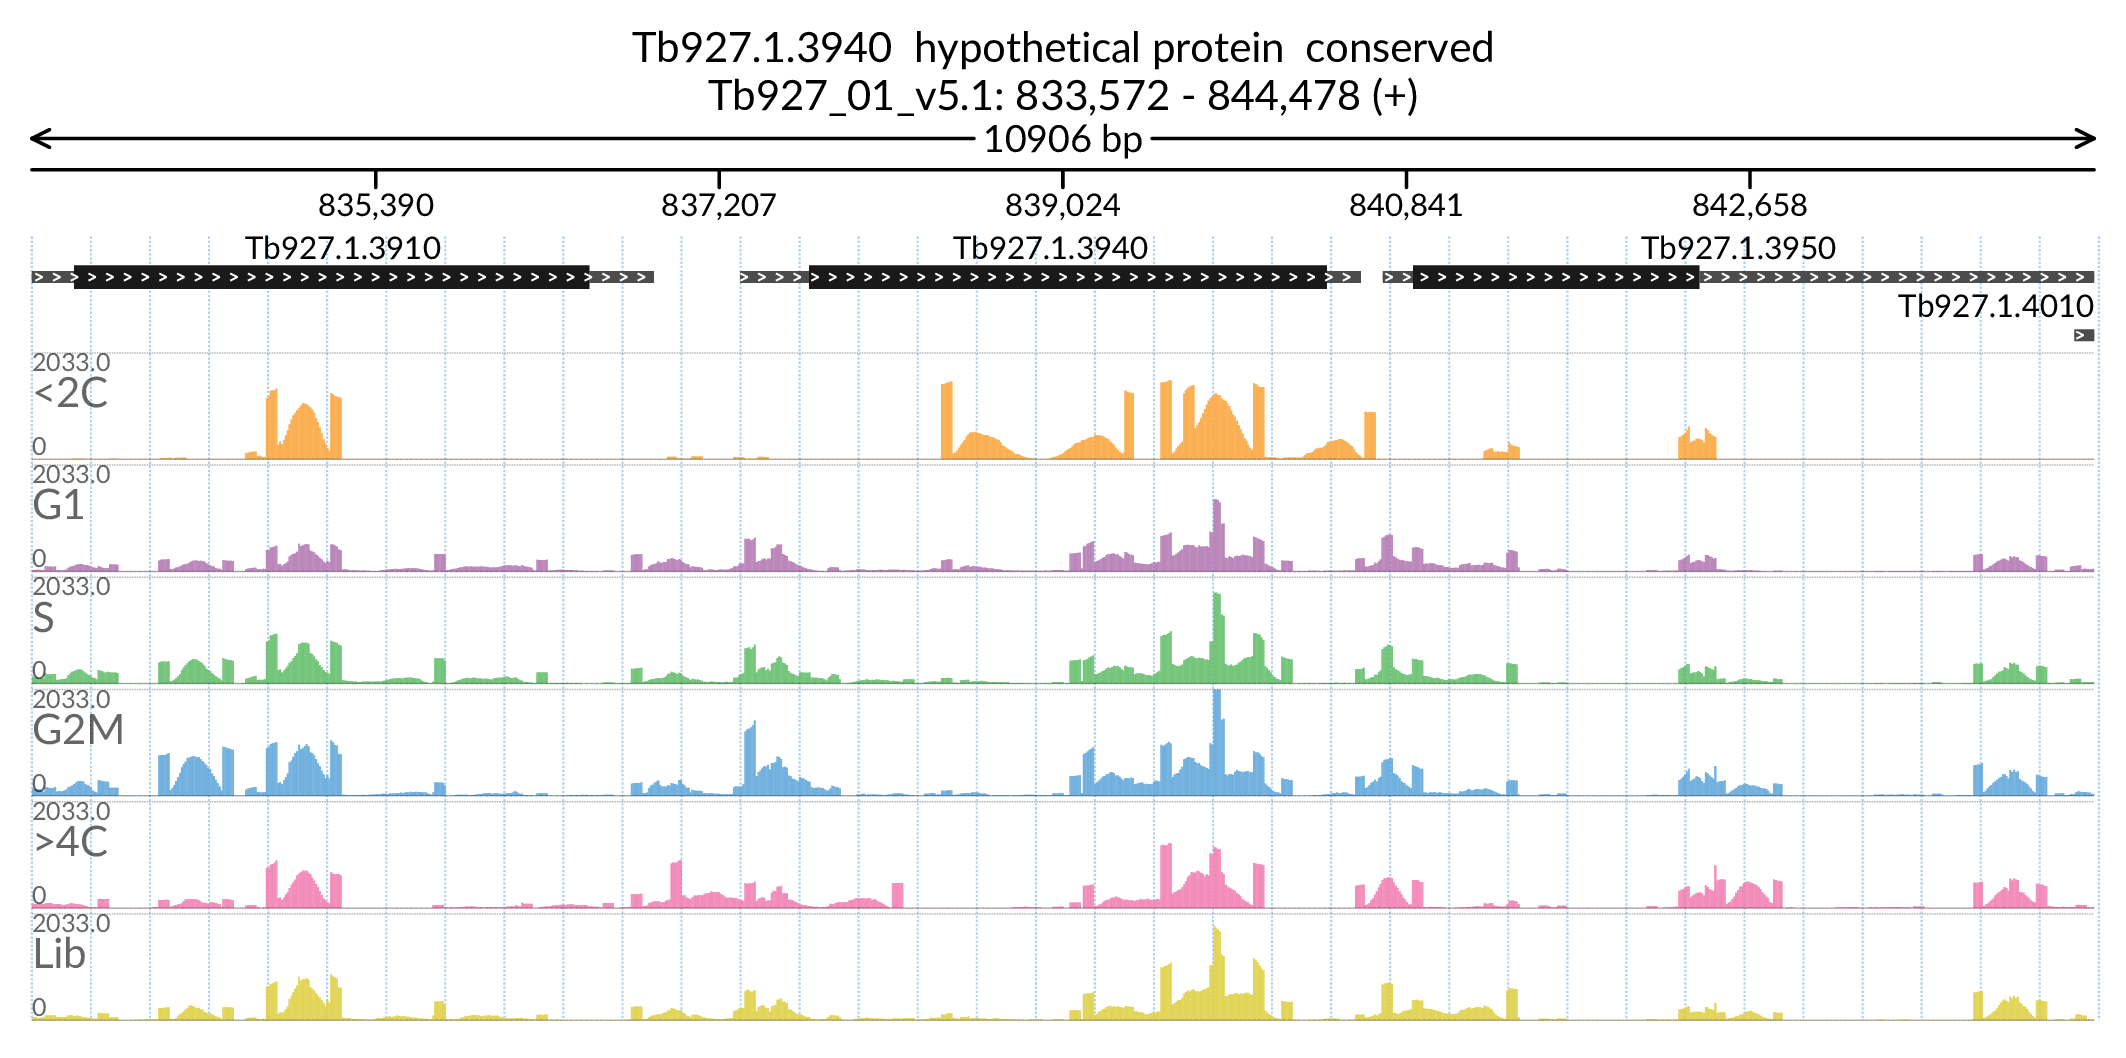 Tb927.1.3940  hypothetical protein  conserved
Tb927_01_v5.1: 833,572 - 844,478 (+)
10906 bp
835,390 837,207 839,024 840,841 842,658
Tb927.1.3910 Tb927.1.3940 Tb927.1.3950
Tb927.1.4010
2033.0
<2C
0
2033.0
G1
0
2033.0
S
0
2033.0
G2M
0
2033.0
>4C
0
2033.0
Lib
0